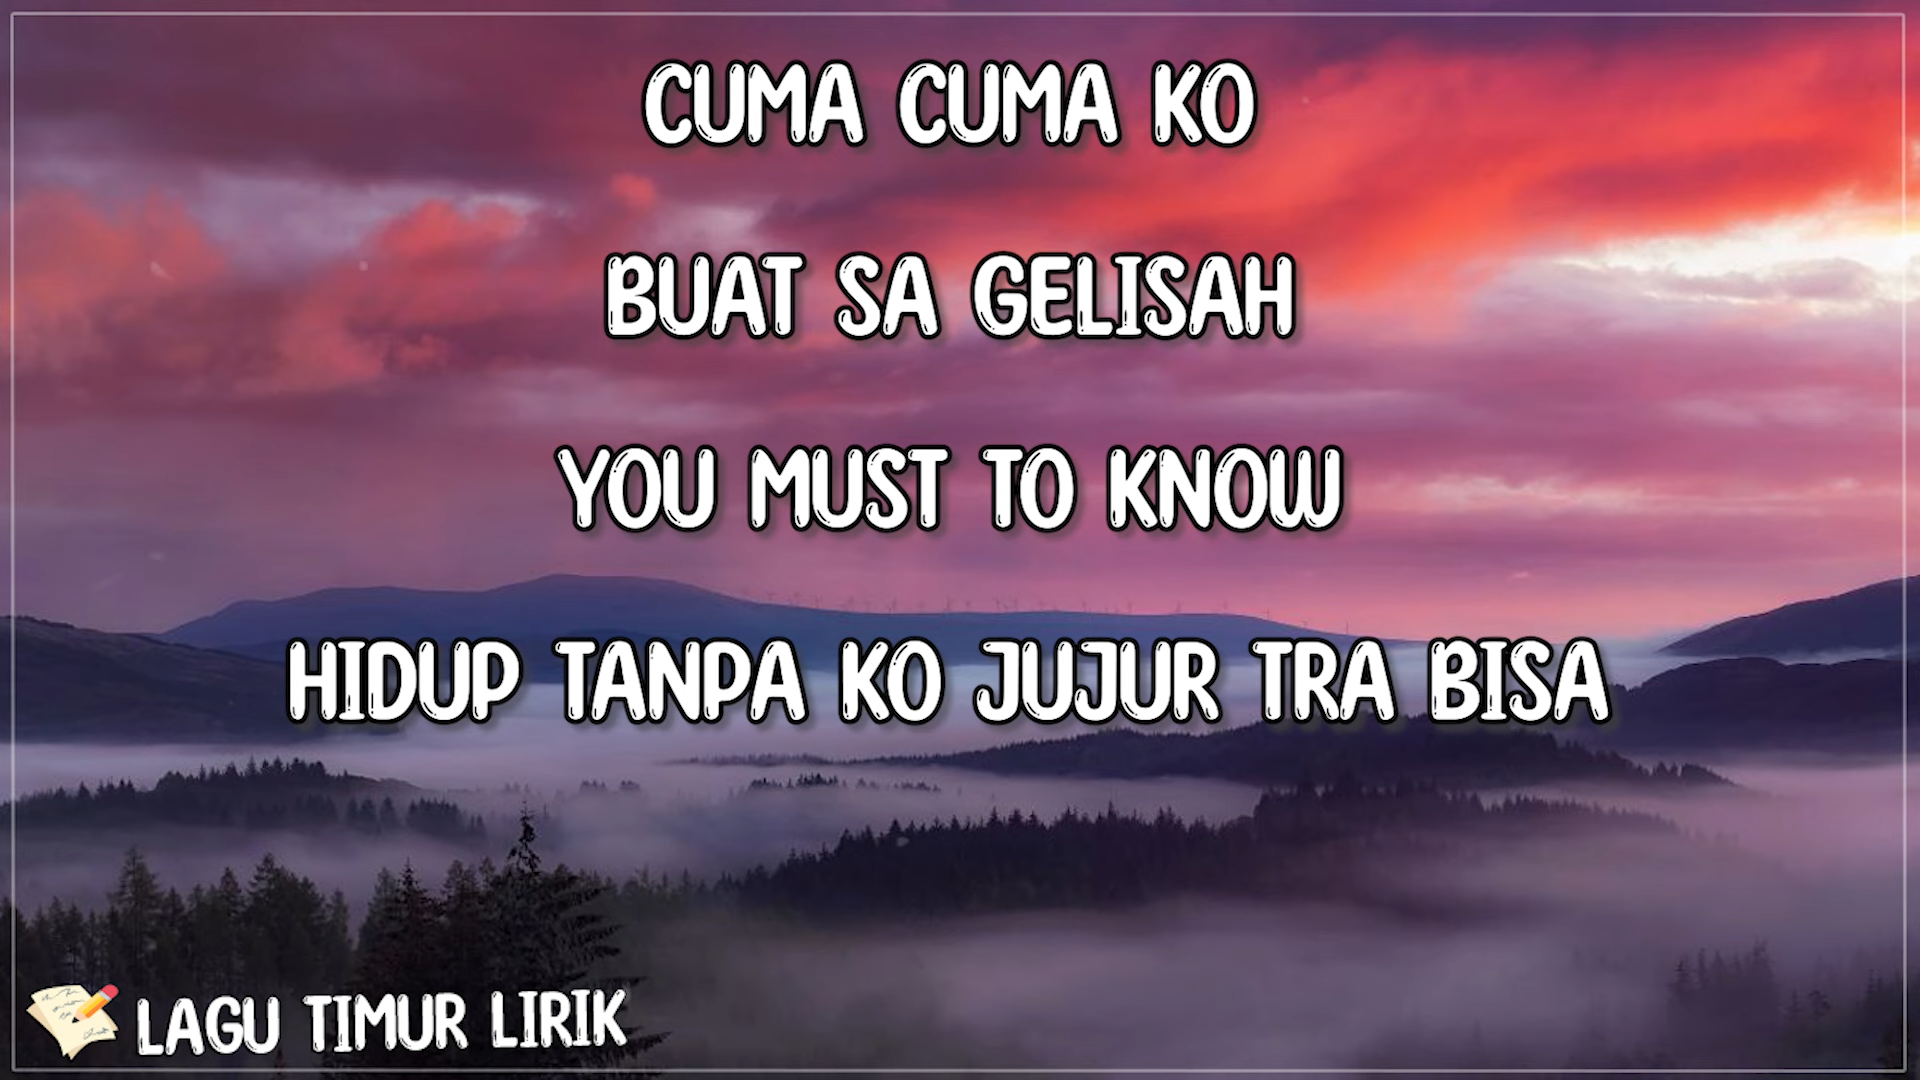 CUMA CUMA KO
BUAT SA GELISAH
YOU MUST TO KNOW
HIDUP TANPA KO JUJUR TRA BISA
LAGU TIMUR LIRIK